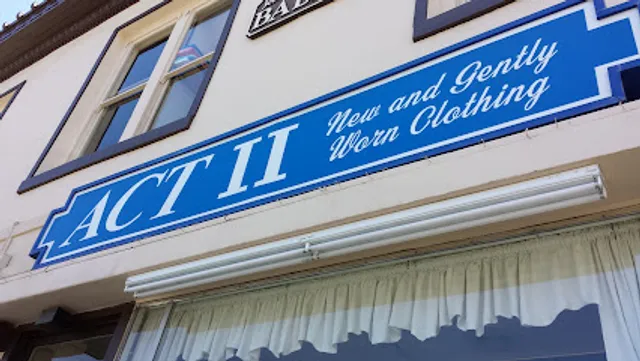 ACT II
New and Gently
Worn Clothing